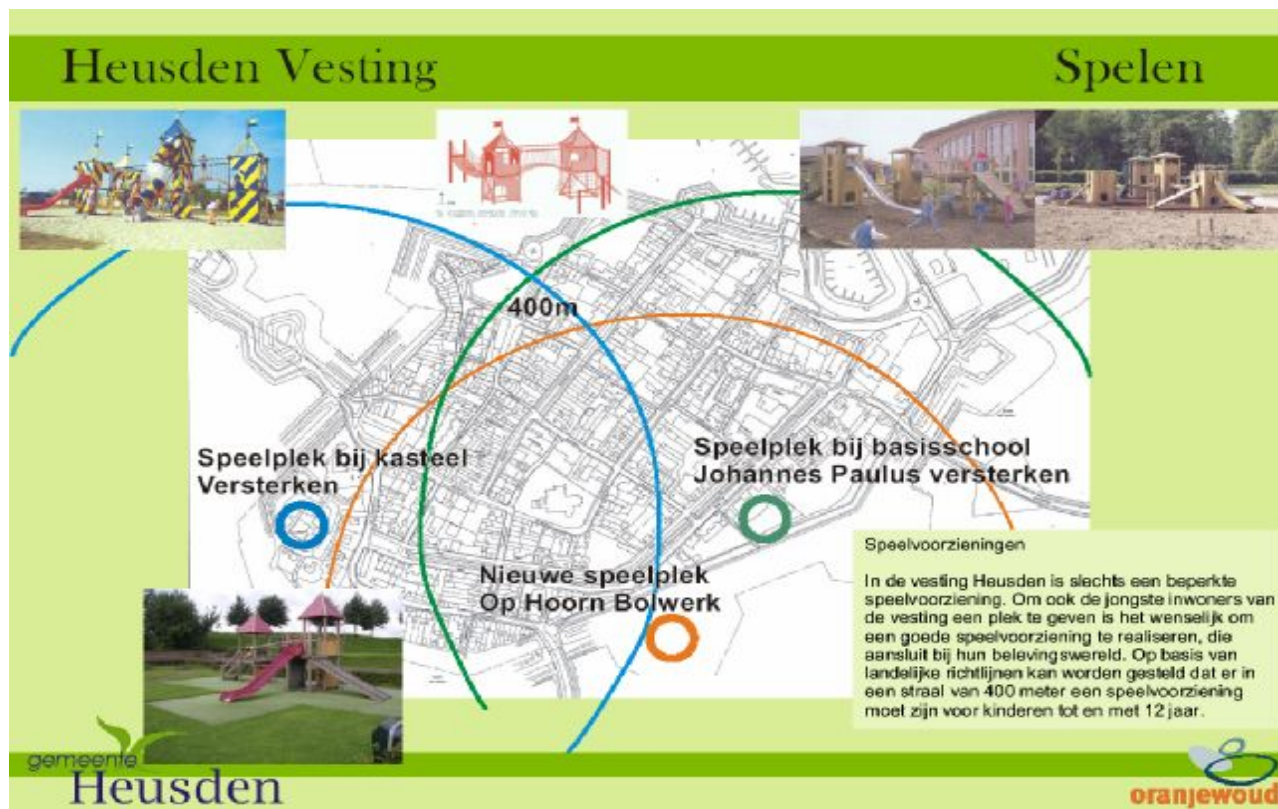 Heusden Vesting
Spelen
400m
Speelplek bij kasteel
Versterken
Speelplek bij basisschool
Johannes Paulus versterken
Nieuwe speelplek
Op Hoorn Bolwerk
Speelvoorzieningen
In de vesting Heusden is slechts een beperkte
speelvoorziening. Om ook de jongste inwoners van
de vesting een plek te geven is het wenselijk om
een goede speelvoorziening te realiseren, die
aansluit bij hun belevingswereld. Op basis van
landelijke richtlijnen kan worden gesteld dat er in
een straal van 400 meter een speelvoorziening
moet zijn voor kinderen tot en met 12 jaar.
gemeente
Heusden
oranjewoud